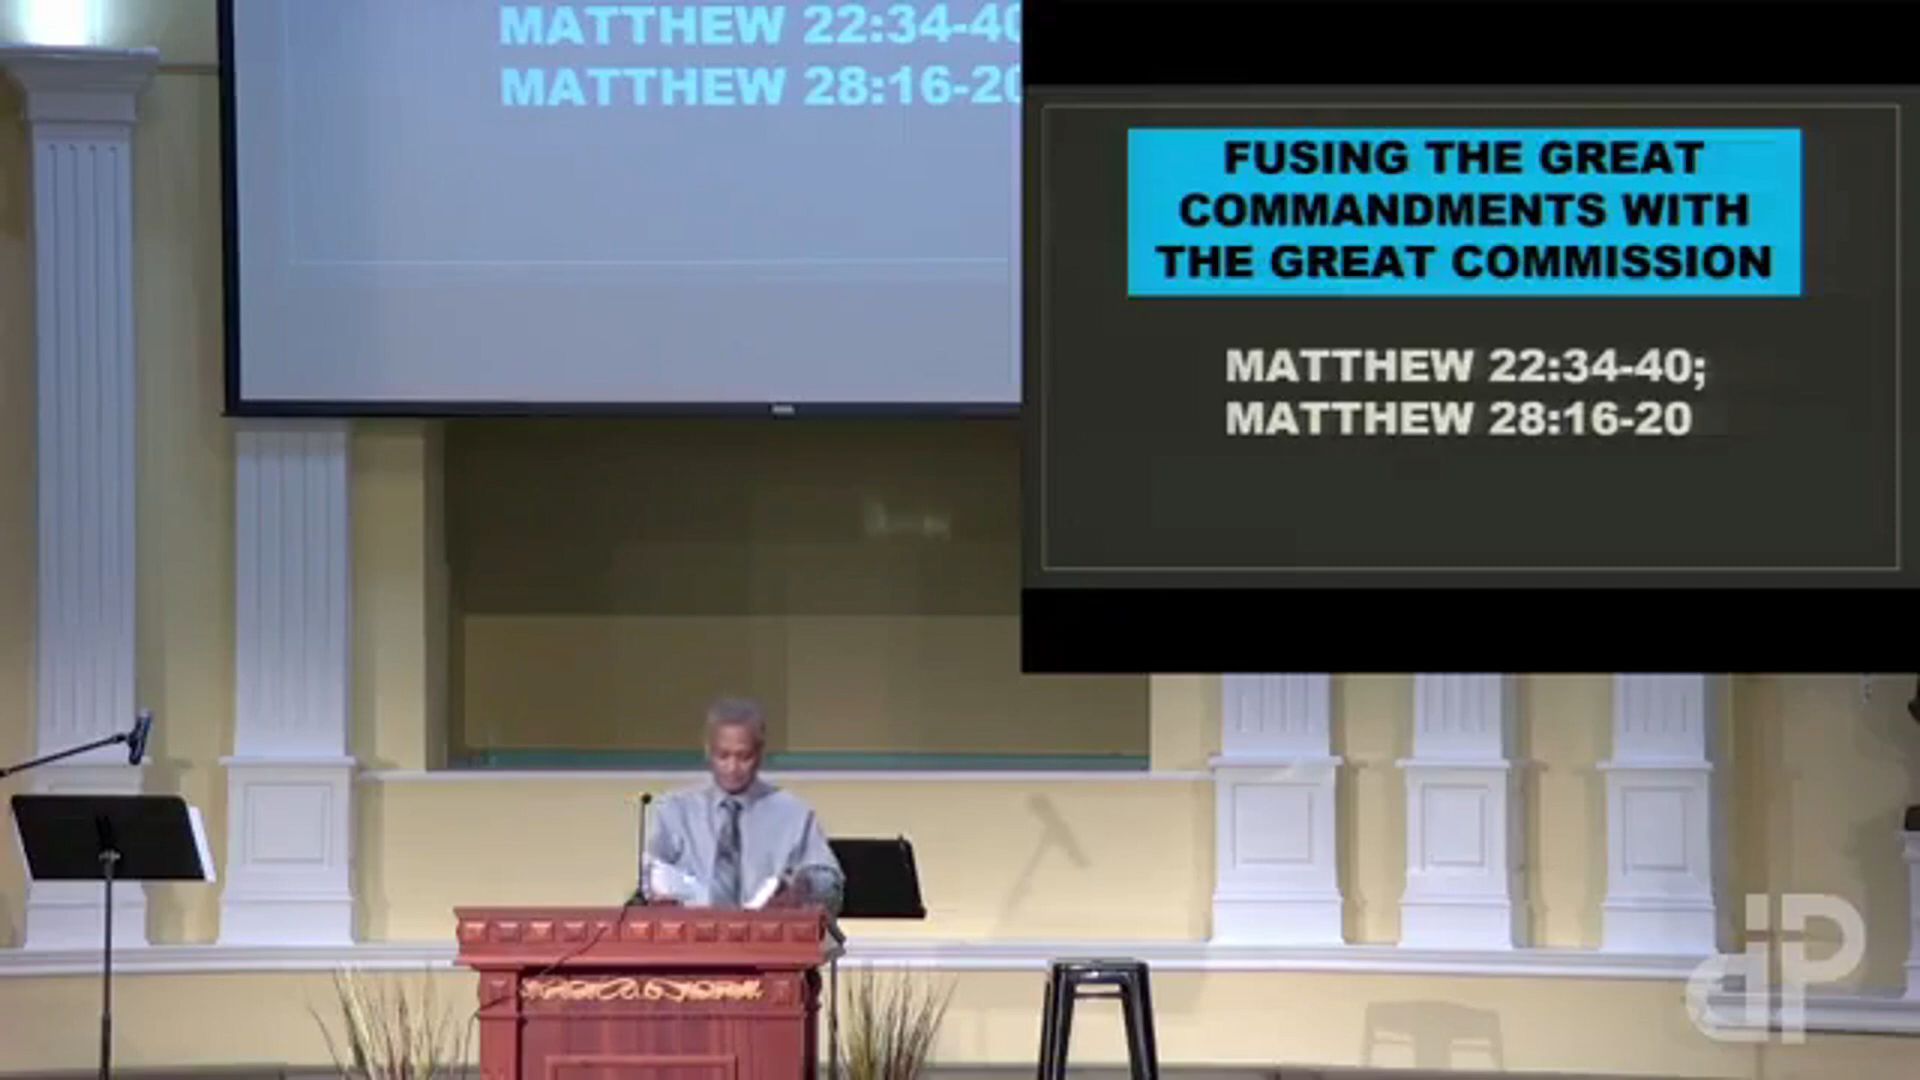 MATTHEW 22:34-40
MATTHEW 28:16-20
FUSING THE GREAT
COMMANDMENTS WITH
THE GREAT COMMISSION
MATTHEW 22:34-40;
MATTHEW 28:16-20